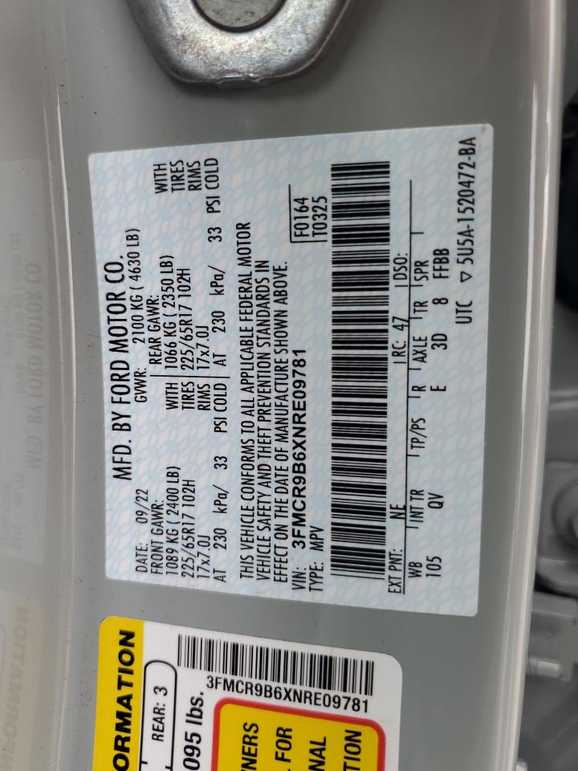 MFD. BY FORD MOTOR CO.
DATE: 09/22 GVWR: 2100 KG ( 4630 LB)
FRONT GAWR: REAR GAWR:
1089 KG ( 2400 LB) WITH 1066 KG ( 2350 LB) WITH
225/65R17 102H TIRES 225/65R17 102H TIRES
17x7.0J RIMS 17x7.0J RIMS
AT 230 kPa/ 33 PSI COLD AT 230 kPa/ 33 PSI COLD
THIS VEHICLE CONFORMS TO ALL APPLICABLE FEDERAL MOTOR
VEHICLE SAFETY AND THEFT PREVENTION STANDARDS IN
EFFECT ON THE DATE OF MANUFACTURE SHOWN ABOVE.
VIN: 3FMCR9B6XNRE09781 F0164
TYPE: MPV T0325
EXT PNT: NE RC: 47 DSO:
WB INT TR TP/PS R AXLE TR SPR
105 QV E 3D 8 FFBB
UTC ▽ 5U5A-1520472-BA
ORMATION
REAR: 3
095 lbs.
3FMCR9B6XNRE09781
NERS
L FOR
NAL
TION